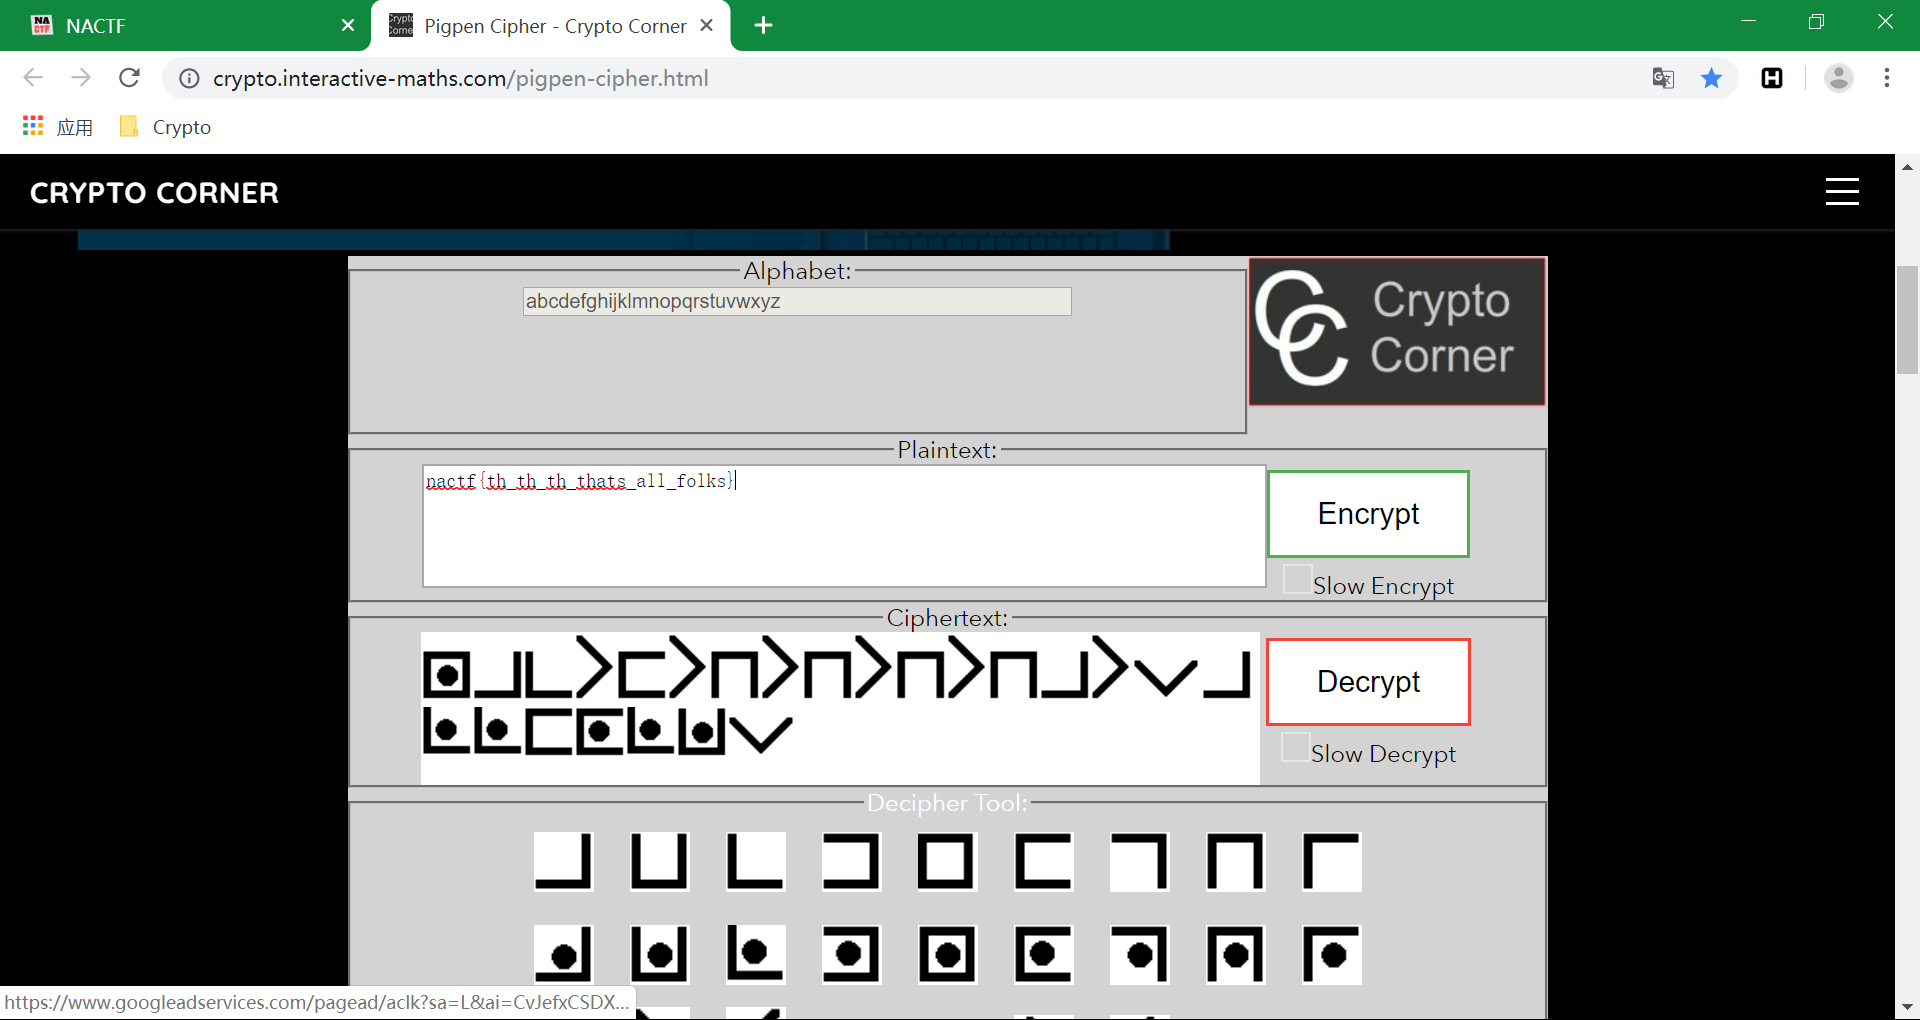 NACTF
Pigpen Cipher - Crypto Corner
crypto.interactive-maths.com/pigpen-cipher.html
应用
Crypto
CRYPTO CORNER
Alphabet:
abcdefghijklmnopqrstuvwxyz
Crypto
Corner
Plaintext:
nactf{th_th_th_thats_all_folks}
Encrypt
Slow Encrypt
Ciphertext:
Decrypt
Slow Decrypt
Decipher Tool:
https://www.googleadservices.com/pagead/aclk?sa=L&ai=CvJefxCSDX...